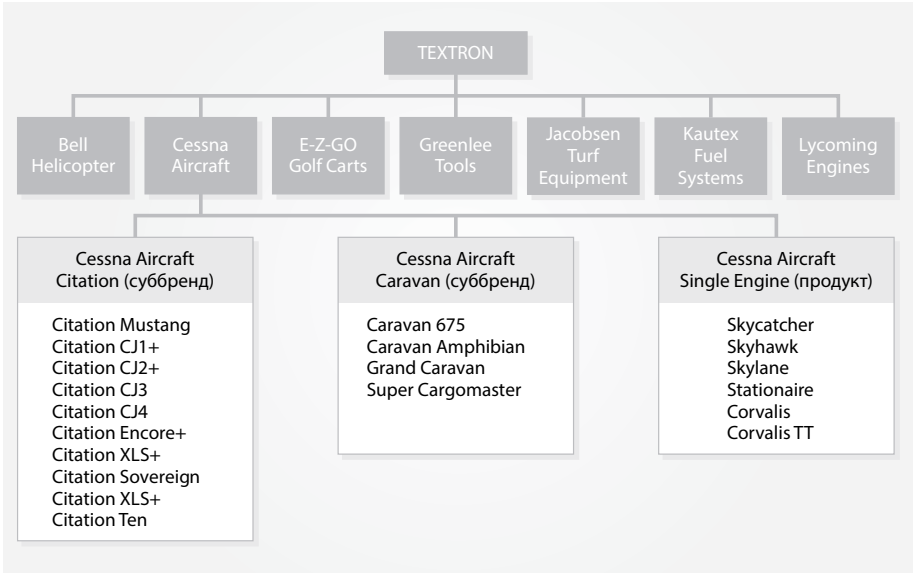 TEXTRON
Bell
Helicopter
Cessna
Aircraft
E-Z-GO
Golf Carts
Greenlee
Tools
Jacobsen
Turf
Equipment
Kautex
Fuel
Systems
Lycoming
Engines
Cessna Aircraft
Citation (суббренд)
Citation Mustang
Citation CJ1+
Citation CJ2+
Citation CJ3
Citation CJ4
Citation Encore+
Citation XLS+
Citation Sovereign
Citation XLS+
Citation Ten
Cessna Aircraft
Caravan (суббренд)
Caravan 675
Caravan Amphibian
Grand Caravan
Super Cargomaster
Cessna Aircraft
Single Engine (продукт)
Skycatcher
Skyhawk
Skylane
Stationaire
Corvalis
Corvalis TT